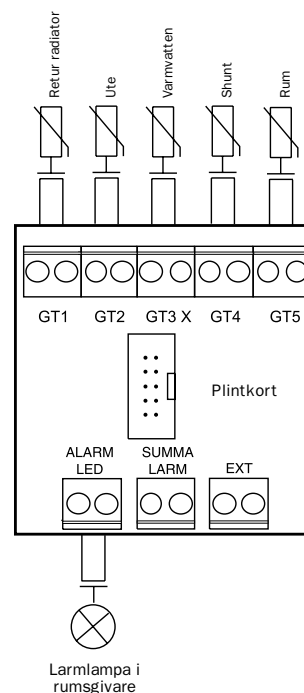 Retur radiator
Ute
Varmvatten
Shunt
Rum
GT1 GT2 GT3 X GT4 GT5
Plintkort
ALARM
LED
SUMMA
LARM
EXT
Larmlampa i
rumsgivare